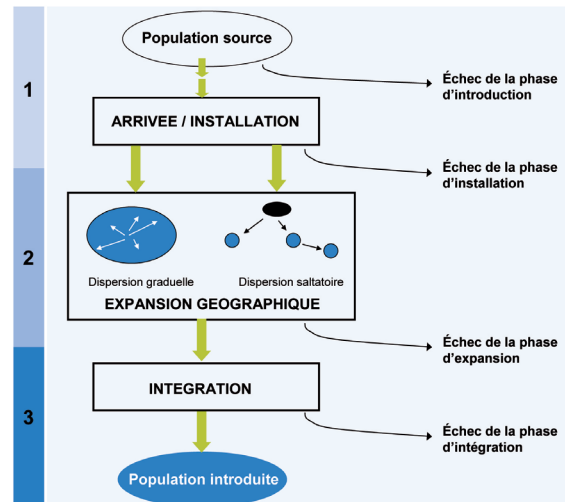 Population source
1
Échec de la phase
d'introduction
ARRIVEE / INSTALLATION
Échec de la phase
d'installation
2
Dispersion graduelle
Dispersion saltatoire
EXPANSION GEOGRAPHIQUE
Échec de la phase
d'expansion
3
INTEGRATION
Échec de la phase
d'intégration
Population introduite